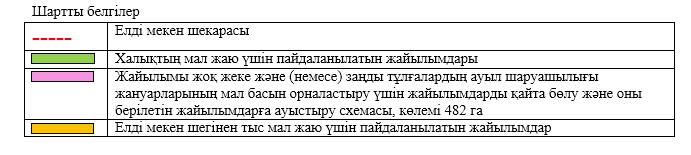 Шартты белгілер
Елді мекен шекарасы
Халықтың мал жаю үшін пайдаланылатын жайылымдары
Жайылымы жоқ жеке және (немесе) заңды тұлғалардың ауыл шаруашылығы
жануарларының мал басын орналастыру үшін жайылымдарды қайта бөлу және оны
берілетін жайылымдарға ауыстыру схемасы, көлемі 482 га
Елді мекен шегінен тыс мал жаю үшін пайдаланылатын жайылымдар